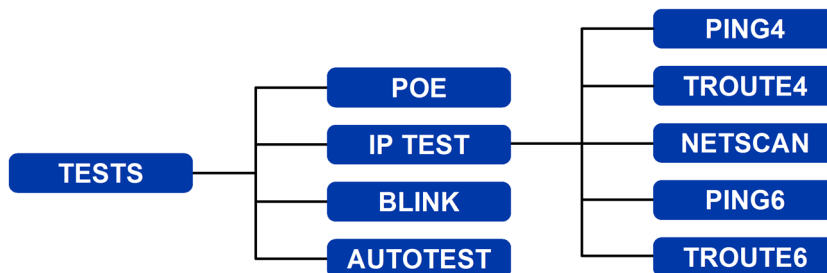 TESTS
POE
IP TEST
BLINK
AUTOTEST
PING4
TROUTE4
NETSCAN
PING6
TROUTE6